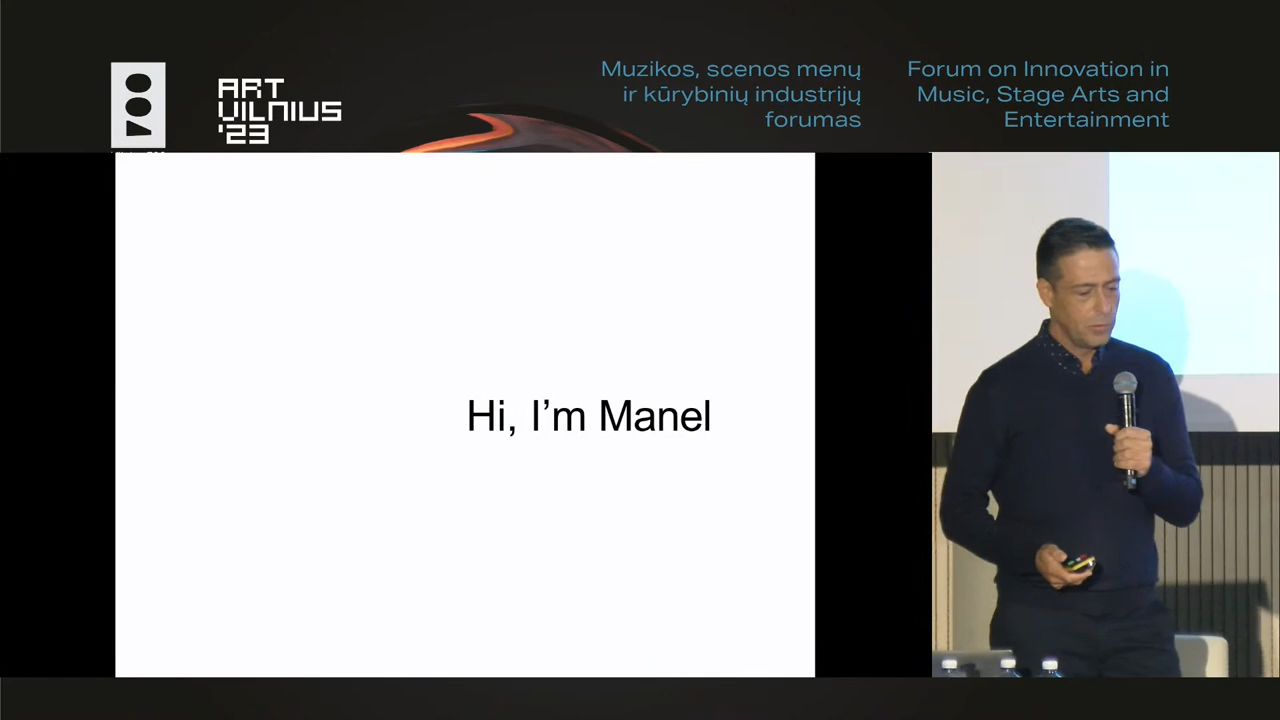 ART
VILNIUS
'23
Muzikos, scenos menų
ir kūrybinių industrijų
forumas
Forum on Innovation in
Music, Stage Arts and
Entertainment
Hi, I’m Manel